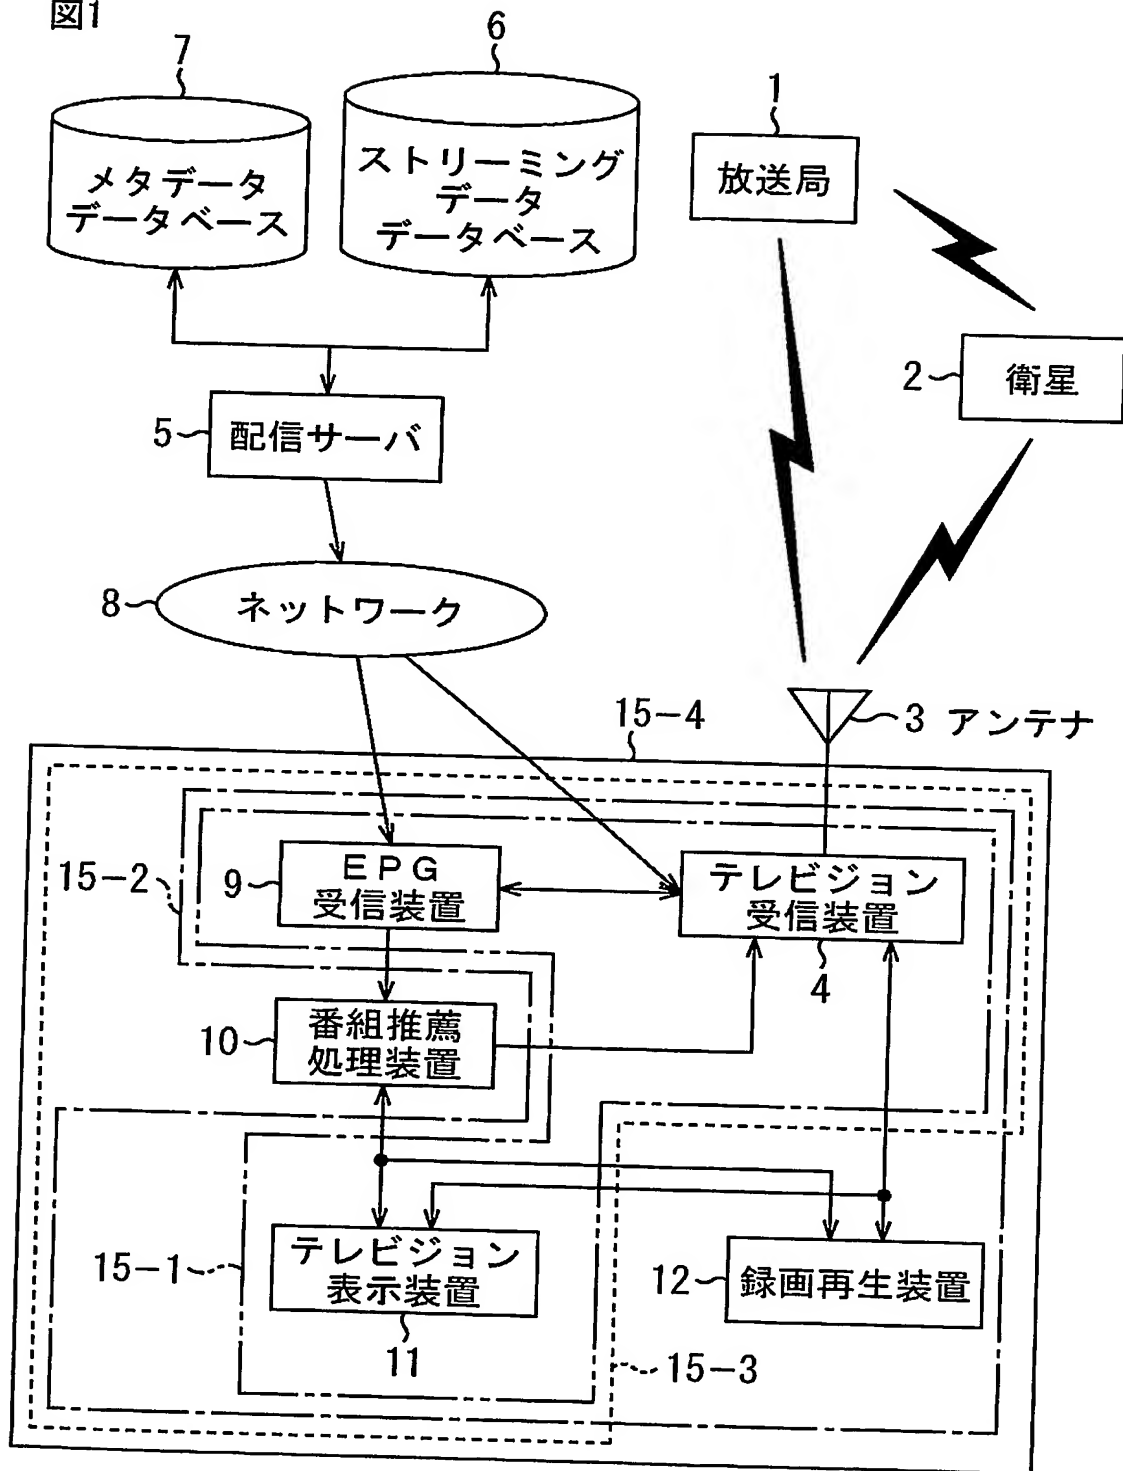 図1
7
6
1
メタデータ
データベース
ストリーミング
データ
データベース
放送局
2
衛星
5
配信サーバ
8
ネットワーク
15-4
3 アンテナ
15-2
9
EPG
受信装置
テレビジョン
受信装置
4
10
番組推薦
処理装置
15-1
テレビジョン
表示装置
11
12
録画再生装置
15-3